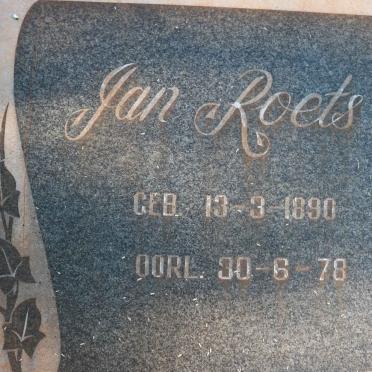 Jan Roets
GEB. 13-3-1890
OORL. 30-6-78